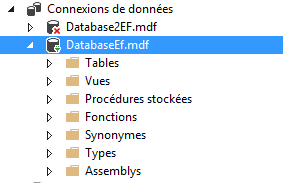 Connexions de données
Database2EF.mdf
DatabaseEf.mdf
Tables
Vues
Procédures stockées
Fonctions
Synonymes
Types
Assemblys